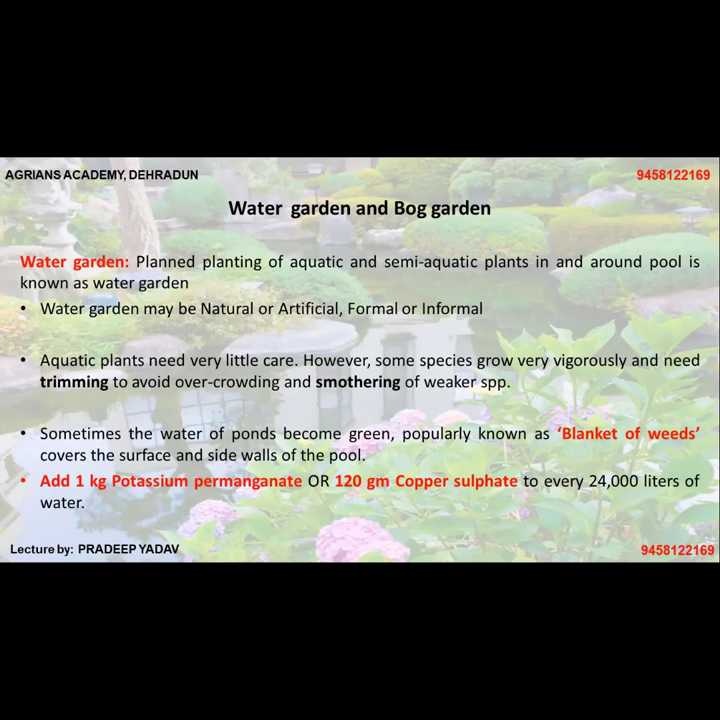 AGRIANS ACADEMY, DEHRADUN
9458122169
Water garden and Bog garden
Water garden: Planned planting of aquatic and semi-aquatic plants in and around pool is
known as water garden
• Water garden may be Natural or Artificial, Formal or Informal
• Aquatic plants need very little care. However, some species grow very vigorously and need
trimming to avoid over-crowding and smothering of weaker spp.
• Sometimes the water of ponds become green, popularly known as ‘Blanket of weeds’
covers the surface and side walls of the pool.
• Add 1 kg Potassium permanganate OR 120 gm Copper sulphate to every 24,000 liters of
water.
Lecture by: PRADEEP YADAV
9458122169